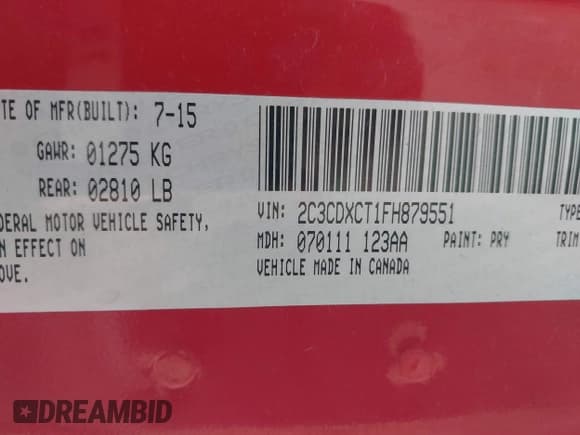 TE OF MFR(BUILT): 7-15
GAWR: 01275 KG
REAR: 02810 LB
DERAL MOTOR VEHICLE SAFETY,
N EFFECT ON
OVE.
VIN: 2C3CDXCT1FH879551 TYPE
MDH: 070111 123AA PAINT: PRY TRIM
VEHICLE MADE IN CANADA
DREAMBID